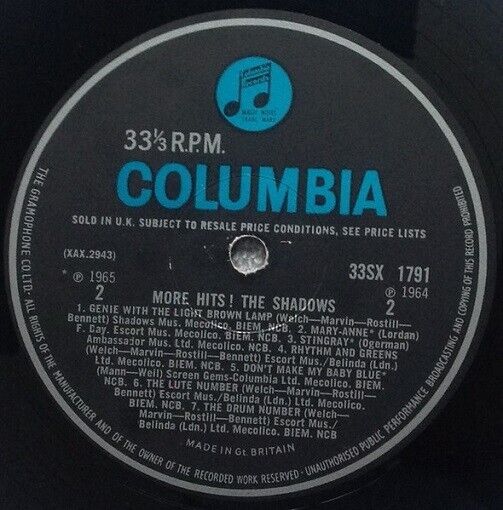 MAGIC NOTES
TRADE MARK
33⅓ R.P.M.
COLUMBIA
SOLD IN U.K. SUBJECT TO RESALE PRICE CONDITIONS, SEE PRICE LISTS
(XAX.2943)
33SX 1791
* ℗ 1965
℗ 1964
2
2
MORE HITS! THE SHADOWS
1. GENIE WITH THE LIGHT BROWN LAMP (Welch—Marvin—Rostill—
Bennett) Shadows Mus. Mecolico. BIEM. NCB. 2. MARY-ANNE* (Lordan)
F. Day. Escort Mus. Mecolico. BIEM. NCB. 3. STINGRAY* (Ogerman)
Ambassador Mus. Ltd. Mecolico. NCB. 4. RHYTHM AND GREENS
(Welch—Marvin—Rostill—Bennett) Escort Mus./Belinda (Ldn.)
Ltd. Mecolico. BIEM. NCB. 5. DON'T MAKE MY BABY BLUE*
(Mann—Weil) Screen Gems-Columbia Ltd. Mecolico. BIEM.
NCB. 6. THE LUTE NUMBER (Welch—Marvin—Rostill—
Bennett) Escort Mus./Belinda (Ldn.) Ltd. Mecolico. BIEM.
NCB. 7. THE DRUM NUMBER (Welch—
Marvin—Rostill—Bennett) Escort Mus./
Belinda (Ldn.) Ltd. Mecolico. BIEM. NCB
MADE IN Gt. BRITAIN
THE GRAMOPHONE CO LTD. ALL RIGHTS OF THE MANUFACTURER AND OF THE OWNER OF THE RECORDED WORK RESERVED · UNAUTHORISED PUBLIC PERFORMANCE BROADCASTING AND COPYING OF THIS RECORD PROHIBITED